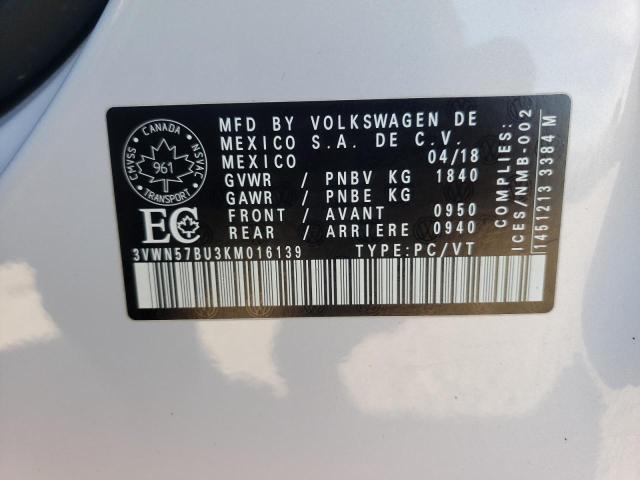 CANADA
CMVSS NSVAC
961
TRANSPORT
EC
MFD BY VOLKSWAGEN DE
MEXICO S.A. DE C.V.
MEXICO 04/18
GVWR / PNBV KG 1840
GAWR / PNBE KG
FRONT / AVANT 0950
REAR / ARRIERE 0940
3VWN57BU3KM016139 TYPE:PC/VT
COMPLIES:
ICES/NMB-002
1451213 3384 M